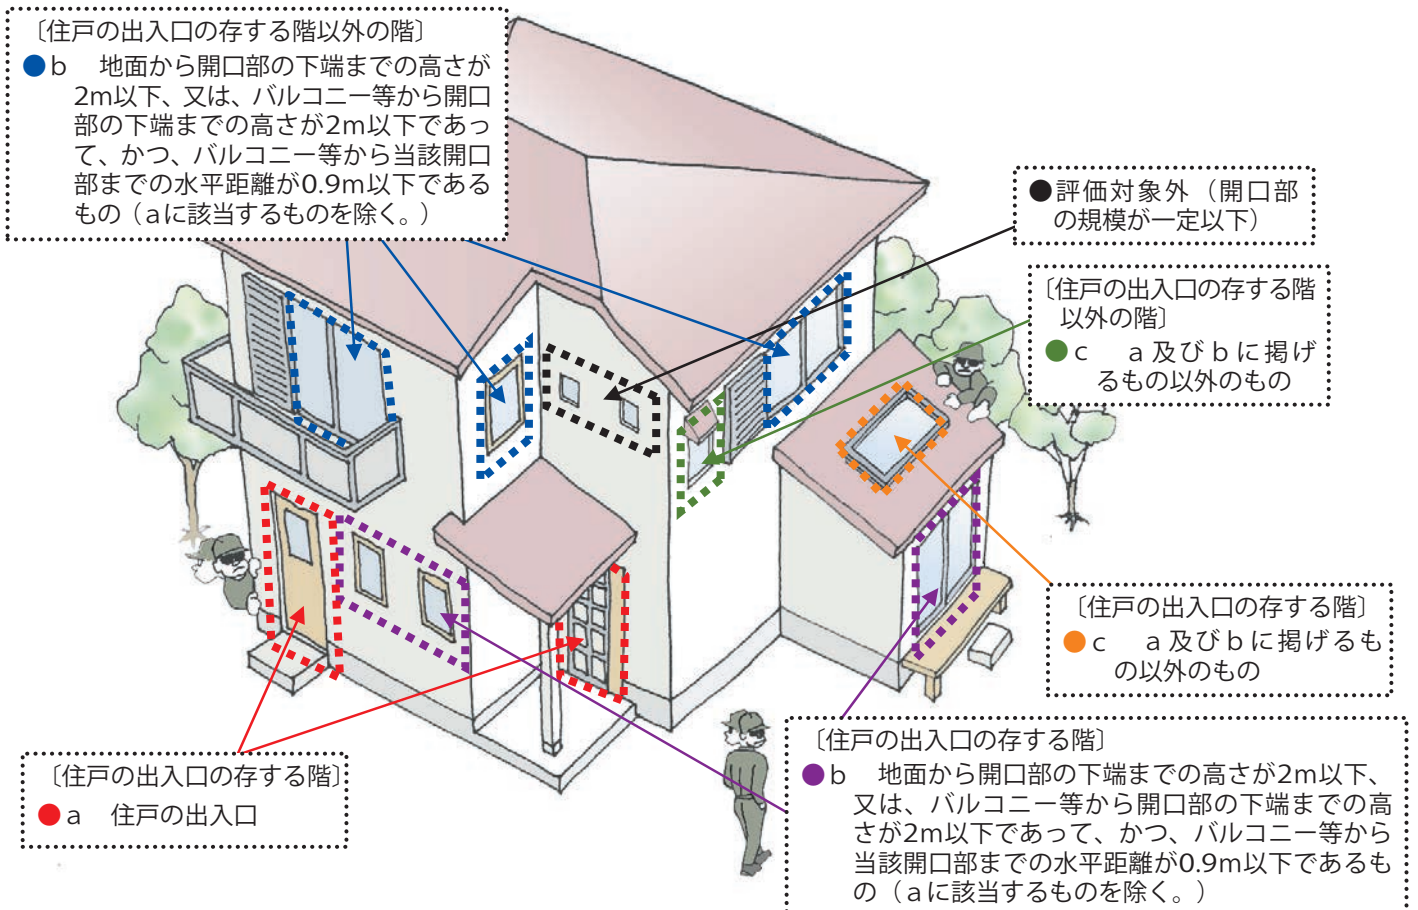 〔住戸の出入口の存する階以外の階〕
●b　地面から開口部の下端までの高さが
2m以下、又は、バルコニー等から開口
部の下端までの高さが2m以下であっ
て、かつ、バルコニー等から当該開口
部までの水平距離が0.9m以下である
もの（aに該当するものを除く。）
●評価対象外（開口部
の規模が一定以下）
〔住戸の出入口の存する階
以外の階〕
●c　a及びbに掲げ
るもの以外のもの
〔住戸の出入口の存する階〕
●c　a及びbに掲げるも
の以外のもの
〔住戸の出入口の存する階〕
●a　住戸の出入口
〔住戸の出入口の存する階〕
●b　地面から開口部の下端までの高さが2m以下、
又は、バルコニー等から開口部の下端までの高
さが2m以下であって、かつ、バルコニー等から
当該開口部までの水平距離が0.9m以下であるも
の（aに該当するものを除く。）